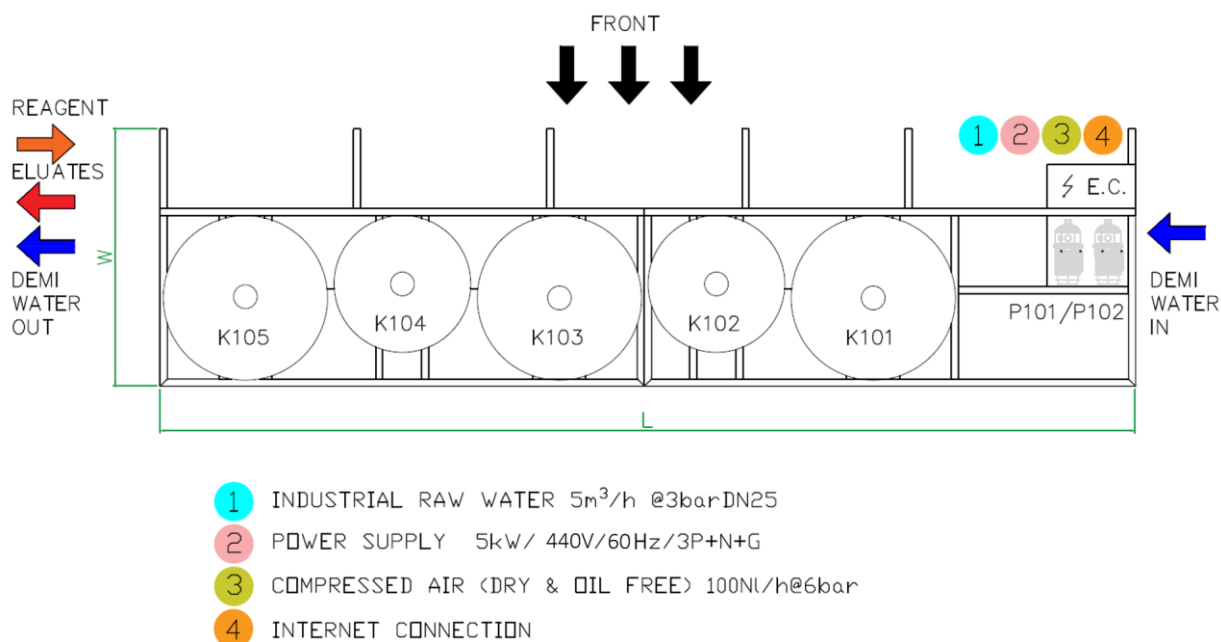 FRONT
REAGENT
ELUATES
DEMI
WATER
OUT
W
1 2 3 4
E.C.
DEMI
WATER
IN
P101/P102
K105
K104
K103
K102
K101
L
1 INDUSTRIAL RAW WATER 5m³/h @3barDN25
2 POWER SUPPLY 5kW/ 440V/60Hz/3P+N+G
3 COMPRESSED AIR (DRY & OIL FREE) 100Nl/h@6bar
4 INTERNET CONNECTION